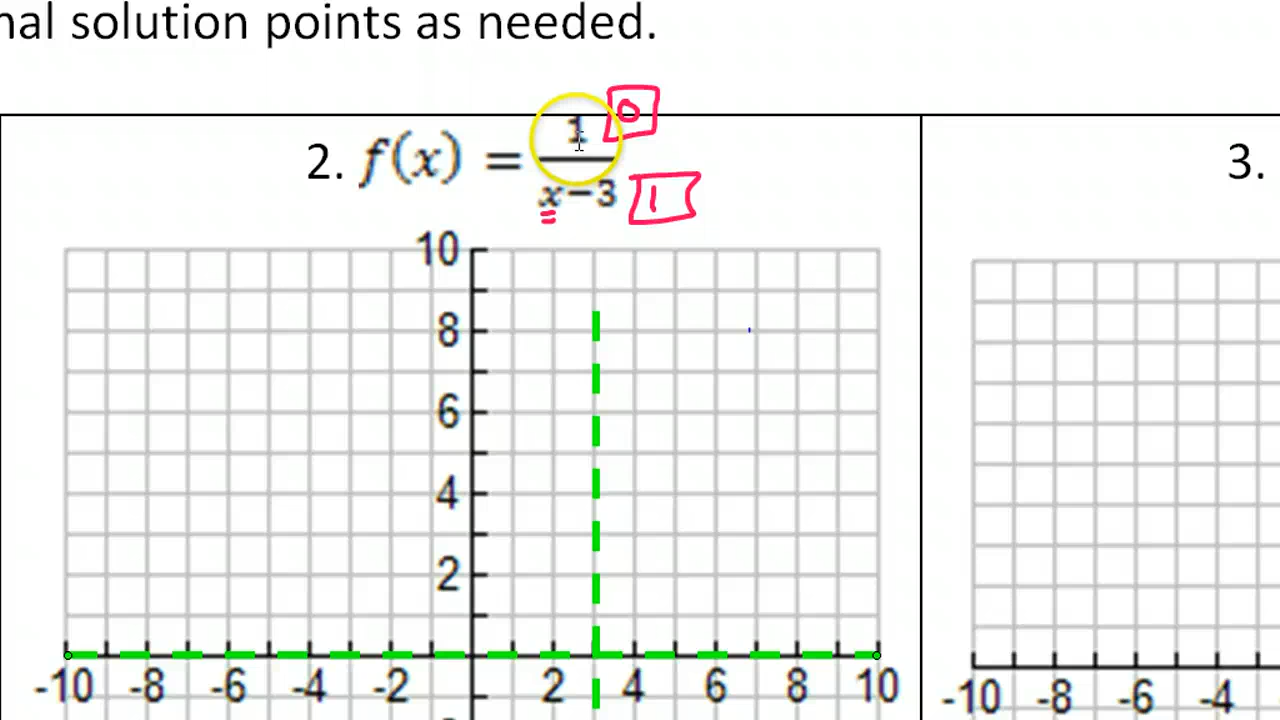 nal solution points as needed.
2. f(x) = 1/(x−3)
0
1
3.
10
8
6
4
2
-10 -8 -6 -4 -2 2 4 6 8 10
-10 -8 -6 -4